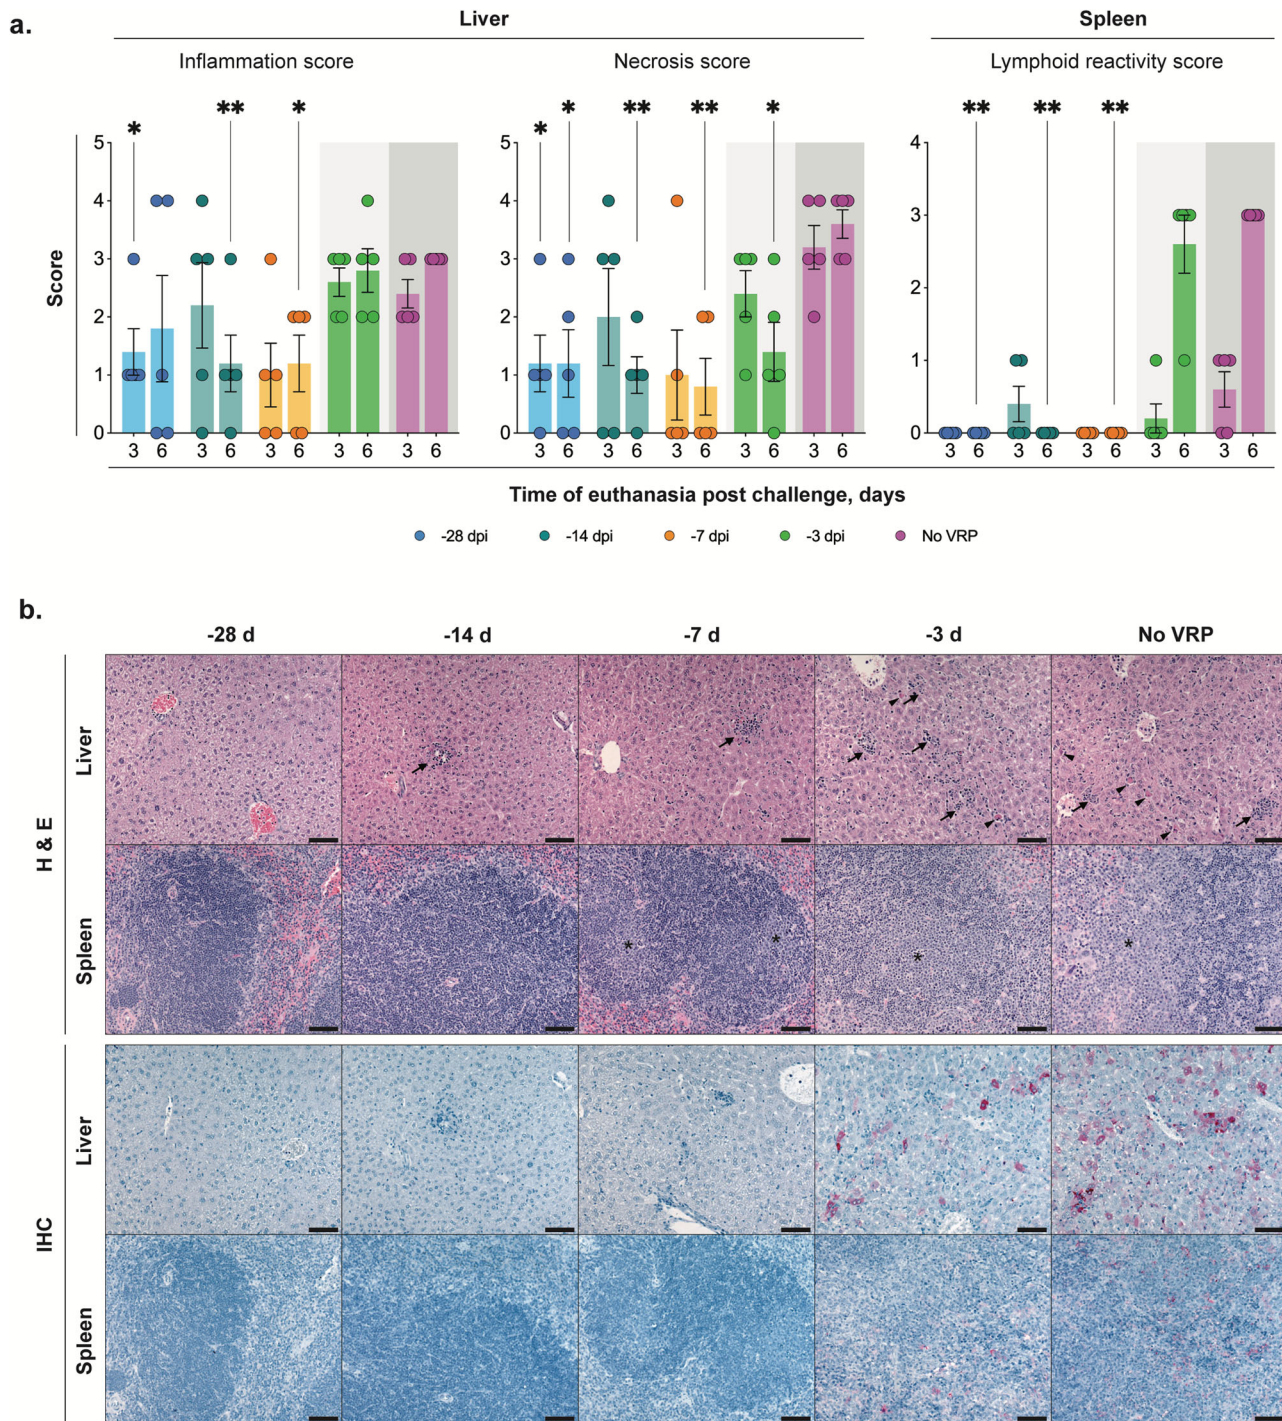 a.
Liver
Spleen
Inflammation score
Necrosis score
Lymphoid reactivity score
* ** * * * ** ** * ** ** **
Score
5
4
3
2
1
0
5
4
3
2
1
0
4
3
2
1
0
3 6 3 6 3 6 3 6 3 6
3 6 3 6 3 6 3 6 3 6
3 6 3 6 3 6 3 6 3 6
Time of euthanasia post challenge, days
-28 dpi -14 dpi -7 dpi -3 dpi No VRP
b.
-28 d -14 d -7 d -3 d No VRP
H & E
Liver
Spleen
* * * *
IHC
Liver
Spleen